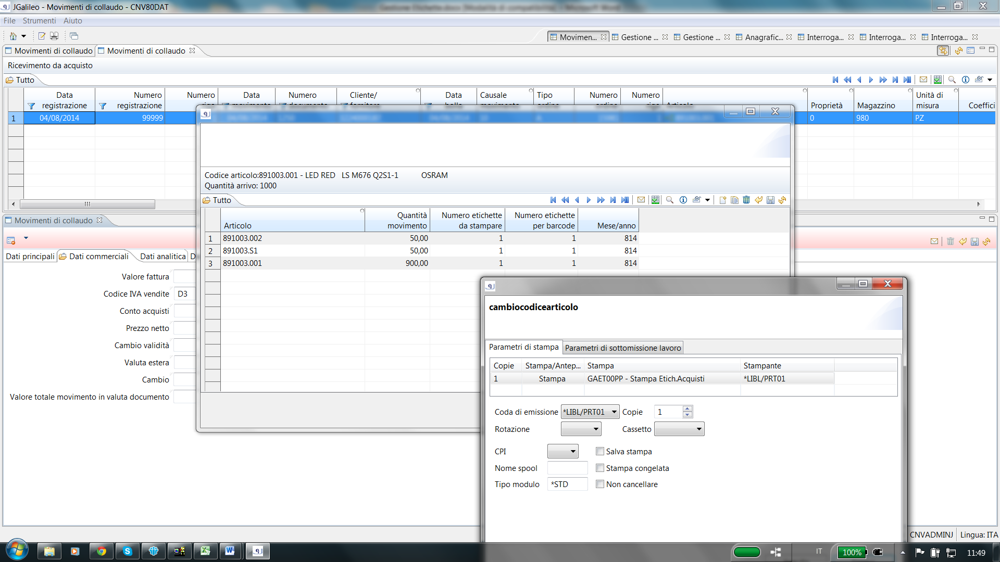 JGalileo - Movimenti di collaudo - CNV80DAT
File Strumenti Aiuto
Movimen... Gestione ... Gestione ... Anagrafic... Interroga... Interroga... Interroga...
Movimenti di collaudo Movimenti di collaudo
Ricevimento da acquisto
Tutto
Data registrazione Numero registrazione Numero Data Numero Cliente/ Data Causale Tipo Numero Numero Proprietà Magazzino Unità di misura Coeffici
1 04/08/2014 99999 0 980 PZ
Codice articolo:891003.001 - LED RED LS M676 Q2S1-1 OSRAM
Quantità arrivo: 1000
Tutto
Articolo Quantità movimento Numero etichette da stampare Numero etichette per barcode Mese/anno
1 891003.002 50,00 1 1 814
2 891003.S1 50,00 1 1 814
3 891003.001 900,00 1 1 814
Movimenti di collaudo
Dati principali Dati commerciali Dati analitica D
Valore fattura
Codice IVA vendite D3
Conto acquisti
Prezzo netto
Cambio validità
Valuta estera
Cambio
Valore totale movimento in valuta documento
cambiocodicearticolo
Parametri di stampa Parametri di sottomissione lavoro
Copie Stampa/Antep... Stampa Stampante
1 Stampa GAET00PP - Stampa Etich.Acquisti *LIBL/PRT01
Coda di emissione *LIBL/PRT01 Copie 1
Rotazione Cassetto
CPI Salva stampa
Nome spool Stampa congelata
Tipo modulo *STD Non cancellare
CNVADMINJ Lingua: ITA
IT 100% 11:49